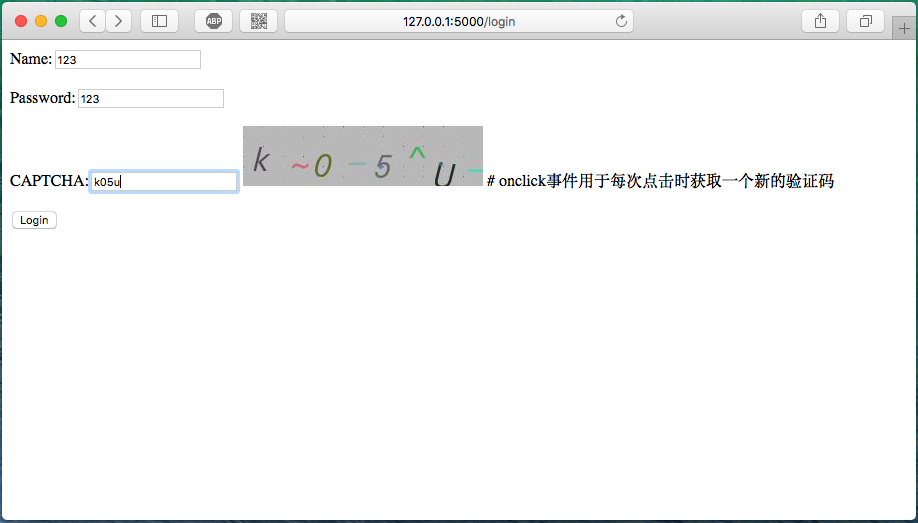 ABP
127.0.0.1:5000/login
Name: 123
Password: 123
k ~0 - 5 ^ U -
CAPTCHA: k05u # onclick事件用于每次点击时获取一个新的验证码
Login